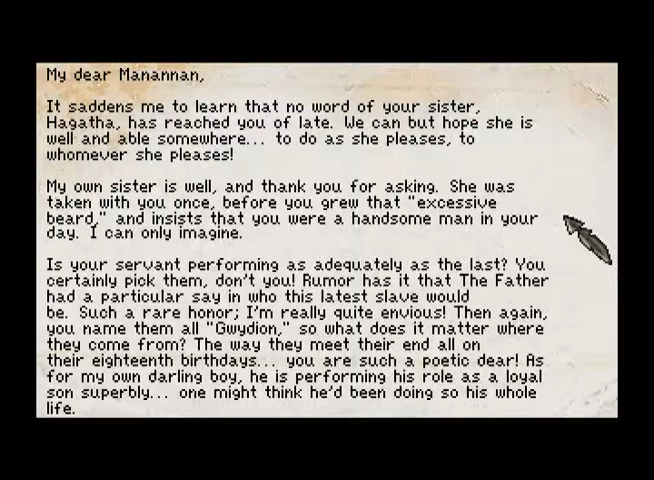 My dear Manannan,
It saddens me to learn that no word of your sister,
Hagatha, has reached you of late. We can but hope she is
well and able somewhere... to do as she pleases, to
whomever she pleases!
My own sister is well, and thank you for asking. She was
taken with you once, before you grew that "excessive
beard," and insists that you were a handsome man in your
day. I can only imagine.
Is your servant performing as adequately as the last? You
certainly pick them, don't you! Rumor has it that The Father
had a particular say in who this latest slave would
be. Such a rare honor; I'm really quite envious! Then again,
you name them all "Gwydion," so what does it matter where
they come from? The way they meet their end all on
their eighteenth birthdays... you are such a poetic dear! As
for my own darling boy, he is performing his role as a loyal
son superbly... one might think he'd been doing so his whole
life.